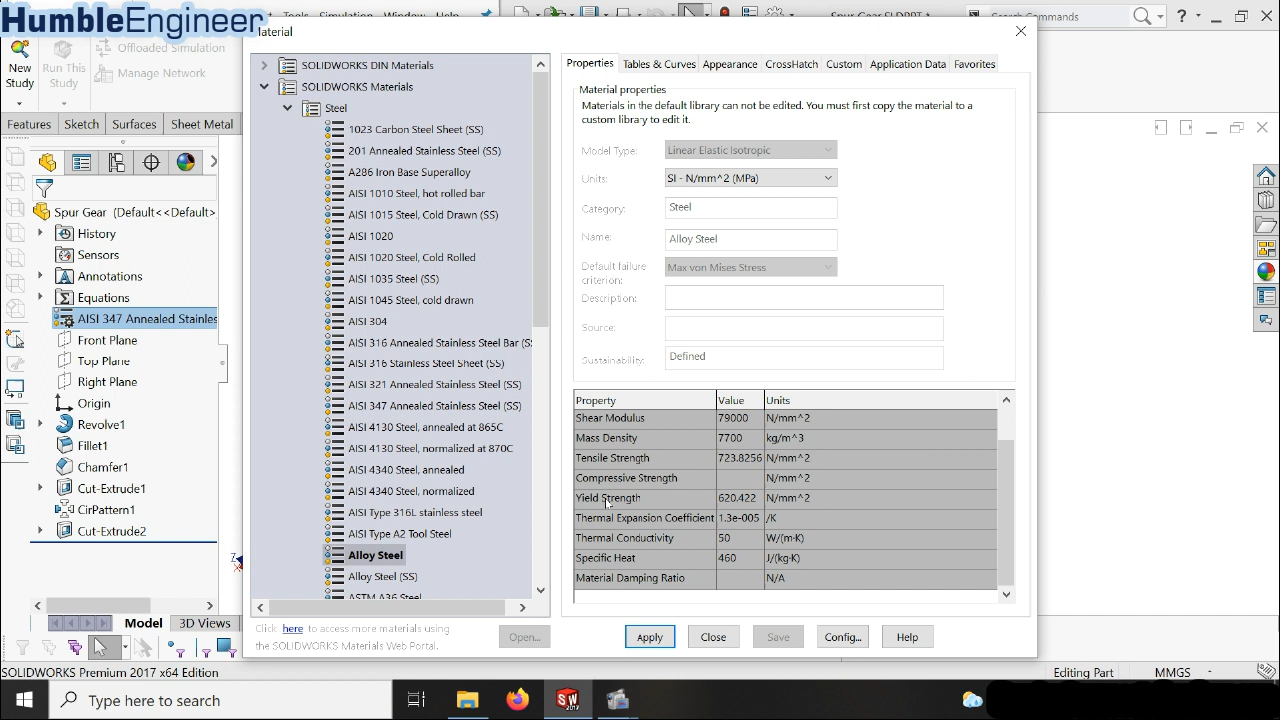 HumbleEngineer
Material
Search Commands
New
Study
Run This
Study
Offloaded Simulation
Manage Network
Features
Sketch
Surfaces
Sheet Metal
Spur Gear (Default<<Default>
History
Sensors
Annotations
Equations
AISI 347 Annealed Stainles
Front Plane
Top Plane
Right Plane
Origin
Revolve1
Fillet1
Chamfer1
Cut-Extrude1
CirPattern1
Cut-Extrude2
SOLIDWORKS DIN Materials
SOLIDWORKS Materials
Steel
1023 Carbon Steel Sheet (SS)
201 Annealed Stainless Steel (SS)
A286 Iron Base Superalloy
AISI 1010 Steel, hot rolled bar
AISI 1015 Steel, Cold Drawn (SS)
AISI 1020
AISI 1020 Steel, Cold Rolled
AISI 1035 Steel (SS)
AISI 1045 Steel, cold drawn
AISI 304
AISI 316 Annealed Stainless Steel Bar (S
AISI 316 Stainless Steel Sheet (SS)
AISI 321 Annealed Stainless Steel (SS)
AISI 347 Annealed Stainless Steel (SS)
AISI 4130 Steel, annealed at 865C
AISI 4130 Steel, normalized at 870C
AISI 4340 Steel, annealed
AISI 4340 Steel, normalized
AISI Type 316L stainless steel
AISI Type A2 Tool Steel
Alloy Steel
Alloy Steel (SS)
ASTM A36 Steel
Click here to access more materials using
the SOLIDWORKS Materials Web Portal.
Open...
Properties Tables & Curves Appearance CrossHatch Custom Application Data Favorites
Material properties
Materials in the default library can not be edited. You must first copy the material to a
custom library to edit it.
Model Type: Linear Elastic Isotropic
Units: SI - N/mm^2 (MPa)
Category: Steel
Name: Alloy Steel
Default failure
criterion: Max von Mises Stress
Description:
Source:
Sustainability: Defined
Property Value Units
Shear Modulus 79000 N/mm^2
Mass Density 7700 kg/m^3
Tensile Strength 723.8256 N/mm^2
Compressive Strength N/mm^2
Yield Strength 620.422 N/mm^2
Thermal Expansion Coefficient 1.3e-005 /K
Thermal Conductivity 50 W/(m·K)
Specific Heat 460 J/(kg·K)
Material Damping Ratio N/A
Apply Close Save Config... Help
Model 3D Views
SOLIDWORKS Premium 2017 x64 Edition
Editing Part
MMGS
Type here to search